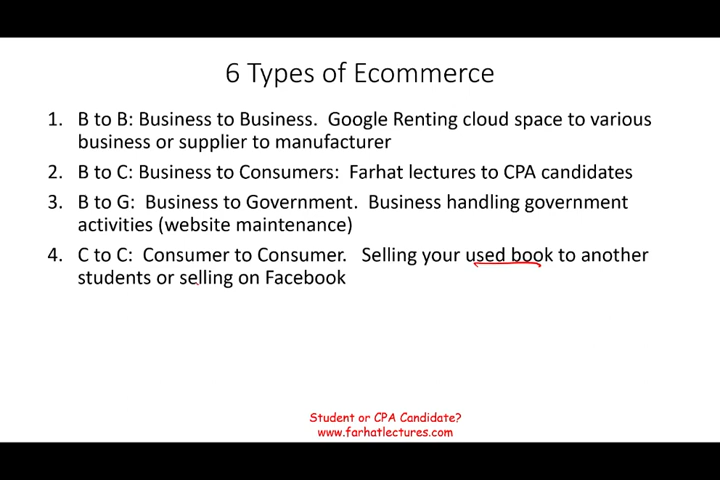 6 Types of Ecommerce
1. B to B: Business to Business. Google Renting cloud space to various
business or supplier to manufacturer
2. B to C: Business to Consumers: Farhat lectures to CPA candidates
3. B to G: Business to Government. Business handling government
activities (website maintenance)
4. C to C: Consumer to Consumer. Selling your used book to another
students or selling on Facebook
Student or CPA Candidate?
www.farhatlectures.com